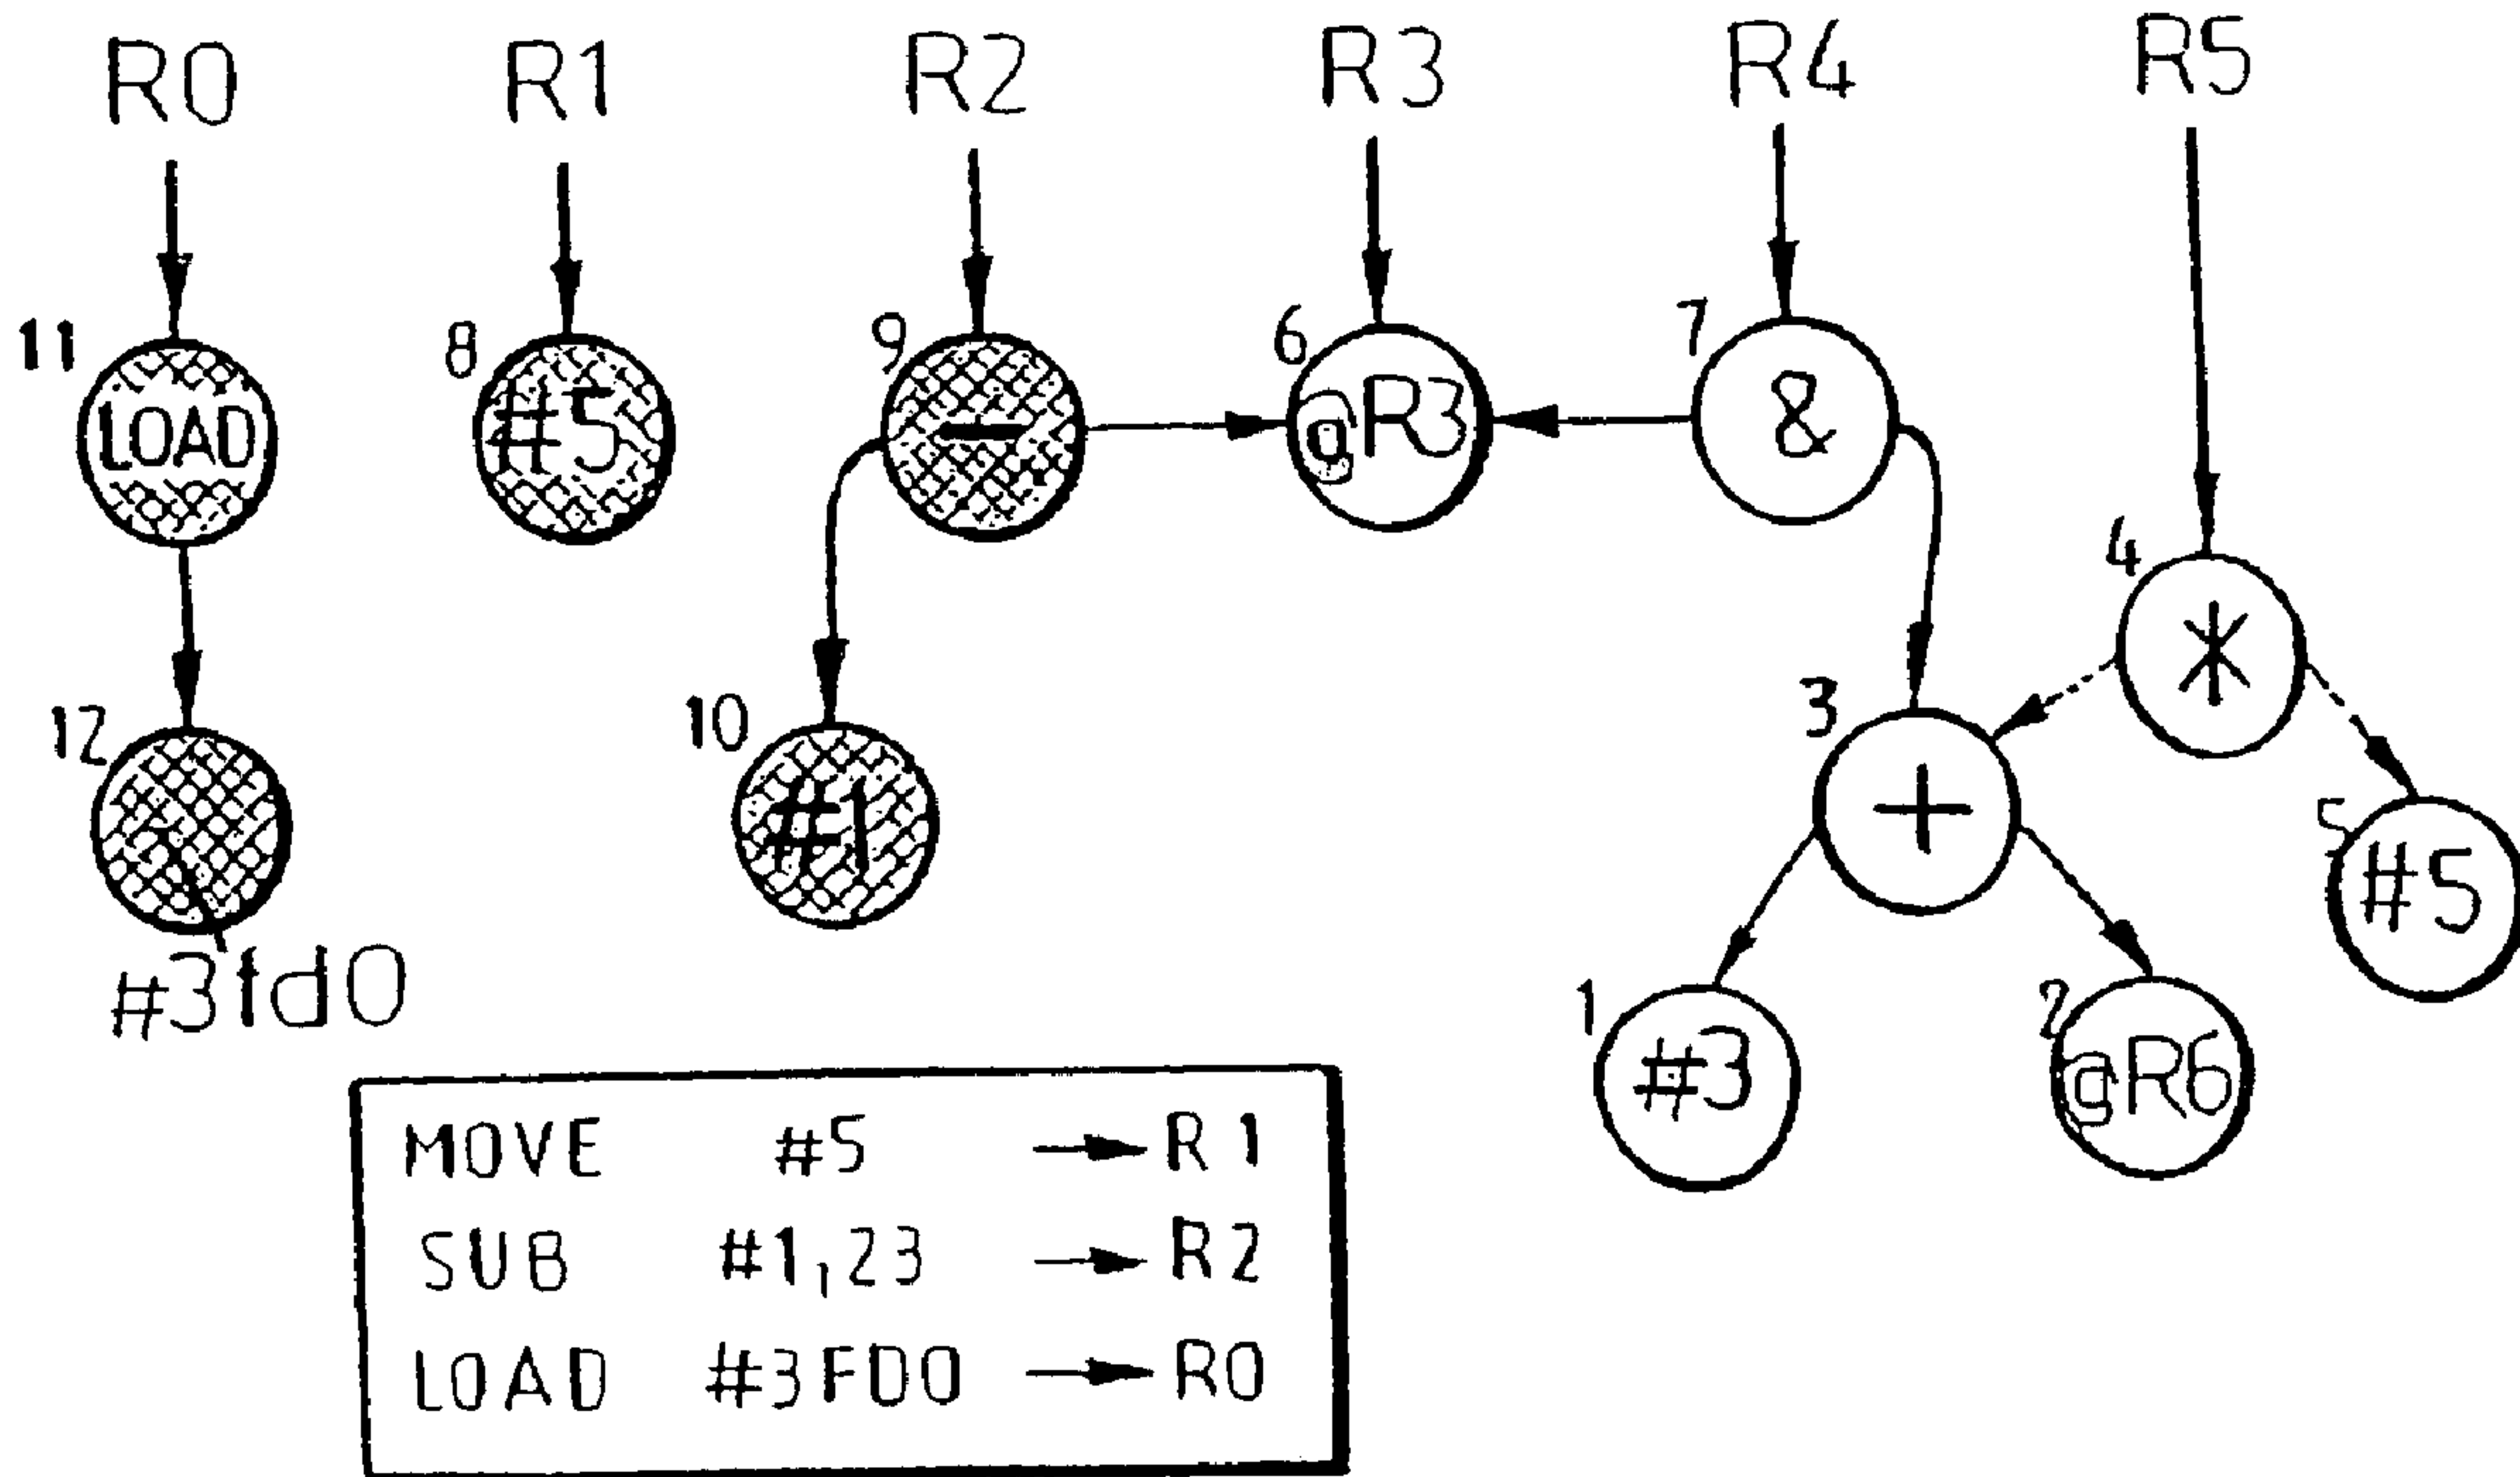 R0 R1 R2 R3 R4 R5
11 LOAD 8 #5 9 - 6 @R3 7 &
4 *
12 10 #1 3 + 5 #5
#3fd0 1 #3 2 @R6
MOVE #5 R1
SUB #1,23 R2
LOAD #3FD0 R0